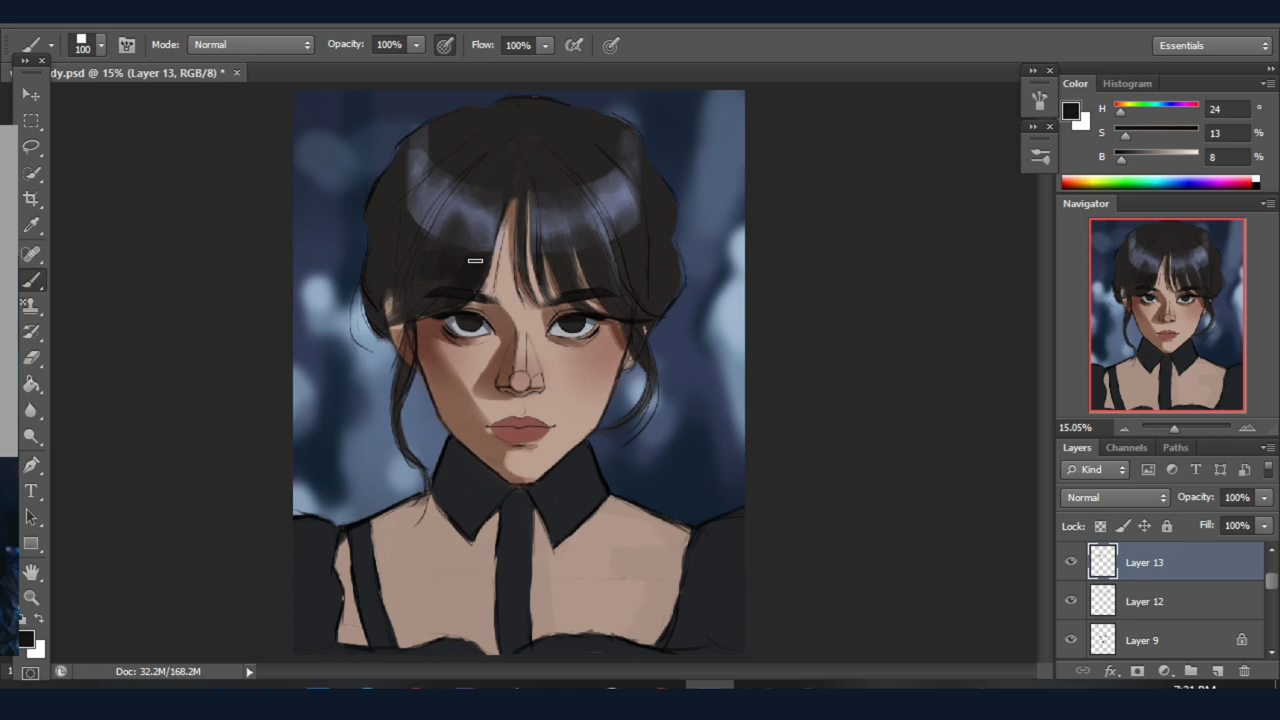 100
Mode: Normal
Opacity: 100%
Flow: 100%
Essentials
dy.psd @ 15% (Layer 13, RGB/8) *
Color Histogram
H 24 °
S 13 %
B 8 %
Navigator
15.05%
Layers Channels Paths
Kind
Normal Opacity: 100%
Lock: Fill: 100%
Layer 13
Layer 12
Layer 9
Doc: 32.2M/168.2M